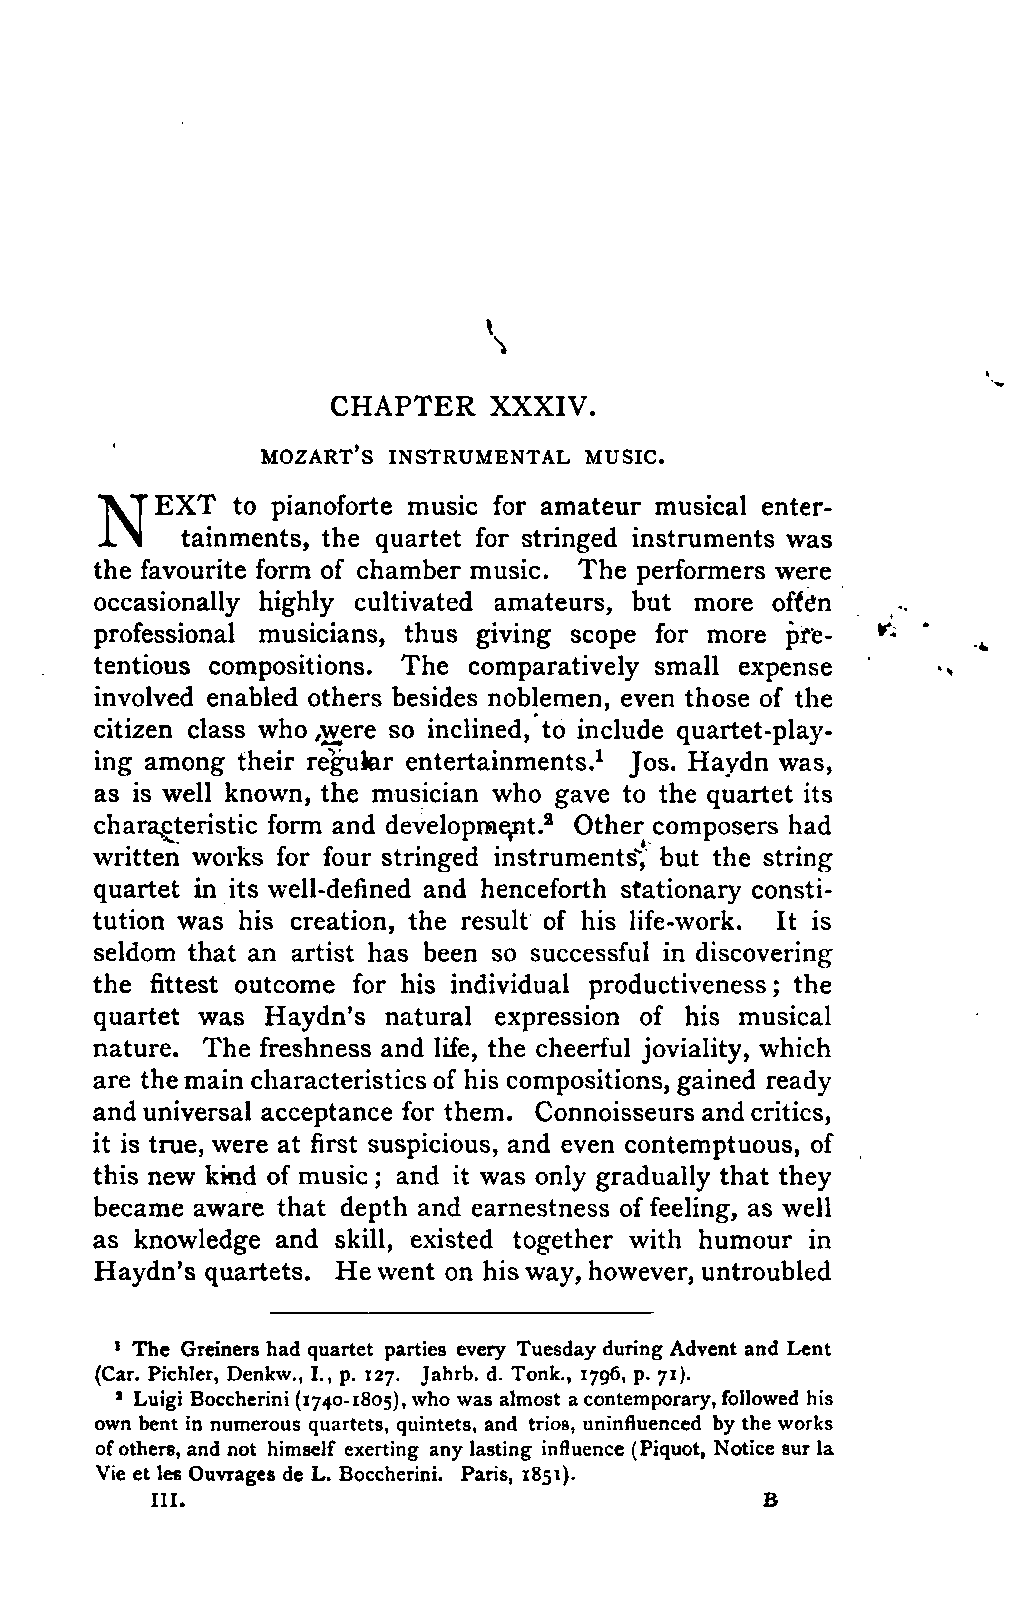 CHAPTER XXXIV.
MOZART'S INSTRUMENTAL MUSIC.
NEXT to pianoforte music for amateur musical enter-
tainments, the quartet for stringed instruments was
the favourite form of chamber music. The performers were
occasionally highly cultivated amateurs, but more often
professional musicians, thus giving scope for more pre-
tentious compositions. The comparatively small expense
involved enabled others besides noblemen, even those of the
citizen class who were so inclined, to include quartet-play-
ing among their regular entertainments.¹ Jos. Haydn was,
as is well known, the musician who gave to the quartet its
characteristic form and development.² Other composers had
written works for four stringed instruments, but the string
quartet in its well-defined and henceforth stationary consti-
tution was his creation, the result of his life-work. It is
seldom that an artist has been so successful in discovering
the fittest outcome for his individual productiveness; the
quartet was Haydn's natural expression of his musical
nature. The freshness and life, the cheerful joviality, which
are the main characteristics of his compositions, gained ready
and universal acceptance for them. Connoisseurs and critics,
it is true, were at first suspicious, and even contemptuous, of
this new kind of music; and it was only gradually that they
became aware that depth and earnestness of feeling, as well
as knowledge and skill, existed together with humour in
Haydn's quartets. He went on his way, however, untroubled
¹ The Greiners had quartet parties every Tuesday during Advent and Lent
(Car. Pichler, Denkw., I., p. 127. Jahrb. d. Tonk., 1796, p. 71).
² Luigi Boccherini (1740-1805), who was almost a contemporary, followed his
own bent in numerous quartets, quintets, and trios, uninfluenced by the works
of others, and not himself exerting any lasting influence (Piquot, Notice sur la
Vie et les Ouvrages de L. Boccherini. Paris, 1851).
III. B